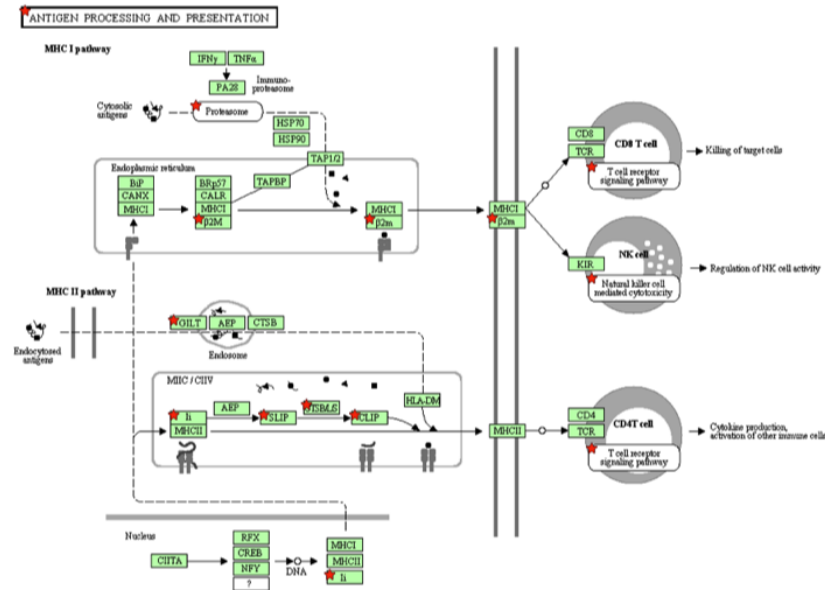 ANTIGEN PROCESSING AND PRESENTATION
MHC I pathway
IFNγ
TNFα
PA28
Immuno-
proteasome
Cytosolic
antigens
Proteasome
HSP70
HSP90
TAP1/2
Endoplasmic reticulum
BiP
CANX
MHCI
BRp57
CALR
MHCI
β2M
TAPBP
MHCI
β2m
MHCI
β2m
CD8
TCR
CD8 T cell
T cell receptor
signaling pathway
Killing of target cells
KIR
NK cell
Natural killer cell
mediated cytotoxicity
Regulation of NK cell activity
MHC II pathway
Endocytosed
antigens
GILT
AEP
CTSB
Endosome
MIIC / CIIV
Ii
MHCII
AEP
SLIP
CLIP
HLA-DM
MHCII
CD4
TCR
CD4T cell
T cell receptor
signaling pathway
Cytokine production,
activation of other immune cells
Nucleus
CIITA
RFX
CREB
NFY
?
DNA
MHCI
MHCII
Ii